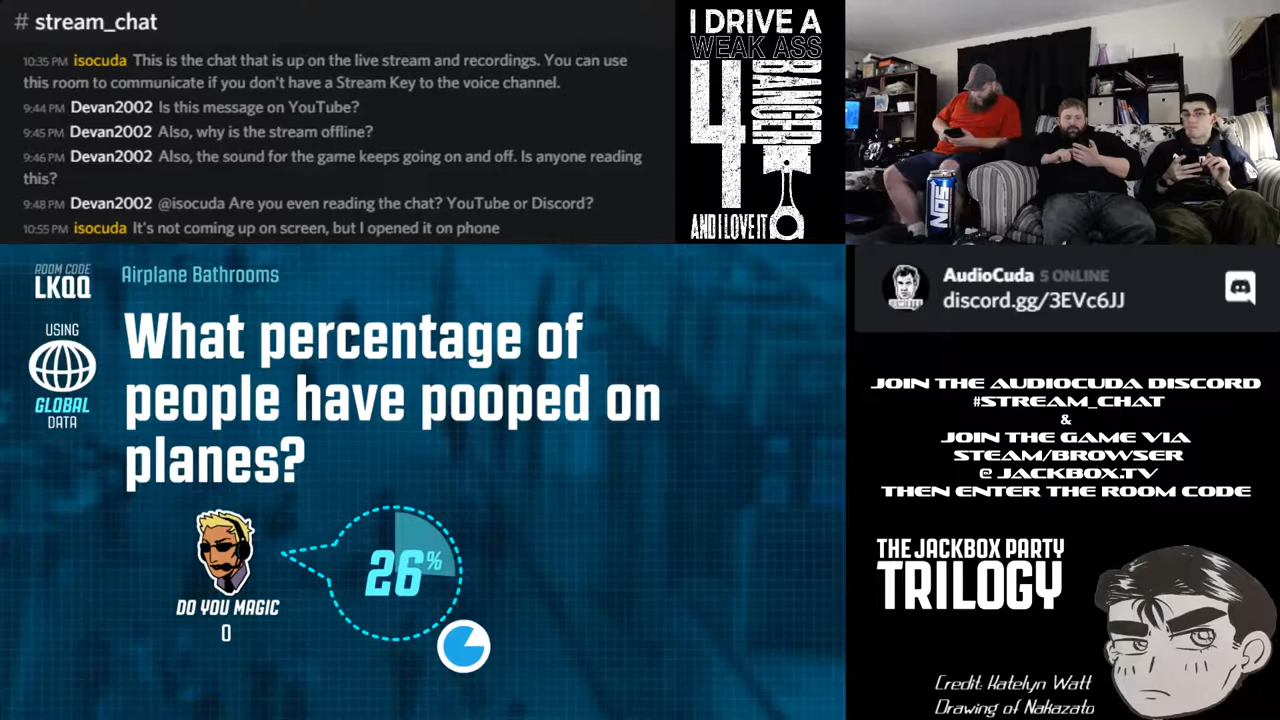 # stream_chat
10:35 PM isocuda This is the chat that is up on the live stream and recordings. You can use
this room to communicate if you don't have a Steam Key to the voice channel.
9:44 PM Devan2002 Is this message on YouTube?
9:45 PM Devan2002 Also, why is the stream offline?
9:46 PM Devan2002 Also, the sound for the game keeps going on and off. Is anyone reading
this?
9:48 PM Devan2002 @isocuda Are you even reading the chat? YouTube or Discord?
10:55 PM isocuda It's not coming up on screen, but I opened it on phone
I DRIVE A
WEAK ASS
4
BANGER
AND I LOVE IT
NOS
ROOM CODE
LKQQ
USING
GLOBAL
DATA
Airplane Bathrooms
What percentage of
people have pooped on
planes?
26%
DO YOU MAGIC
0
AudioCuda 5 ONLINE
discord.gg/3EVc6JJ
JOIN THE AUDIOCUDA DISCORD
#STREAM_CHAT
&
JOIN THE GAME VIA
STEAM/BROWSER
@ JACKBOX.TV
THEN ENTER THE ROOM CODE
THE JACKBOX PARTY
TRILOGY
Credit: Katelyn Watt
Drawing of Nakazato